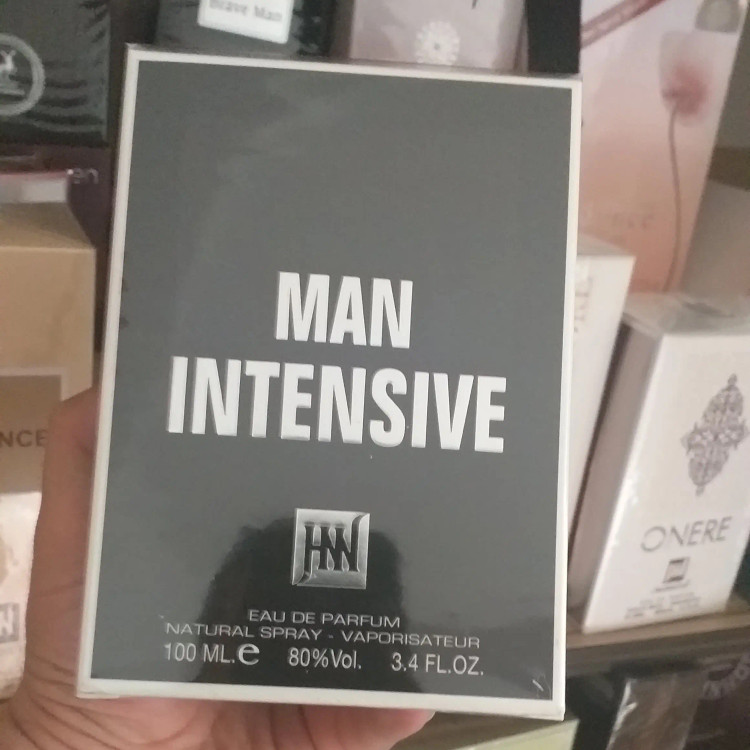 Brave Man
MAN
INTENSIVE
JHW
EAU DE PARFUM
NATURAL SPRAY - VAPORISATEUR
100 ML.e 80%Vol. 3.4 FL.OZ.
NCE
ONERE